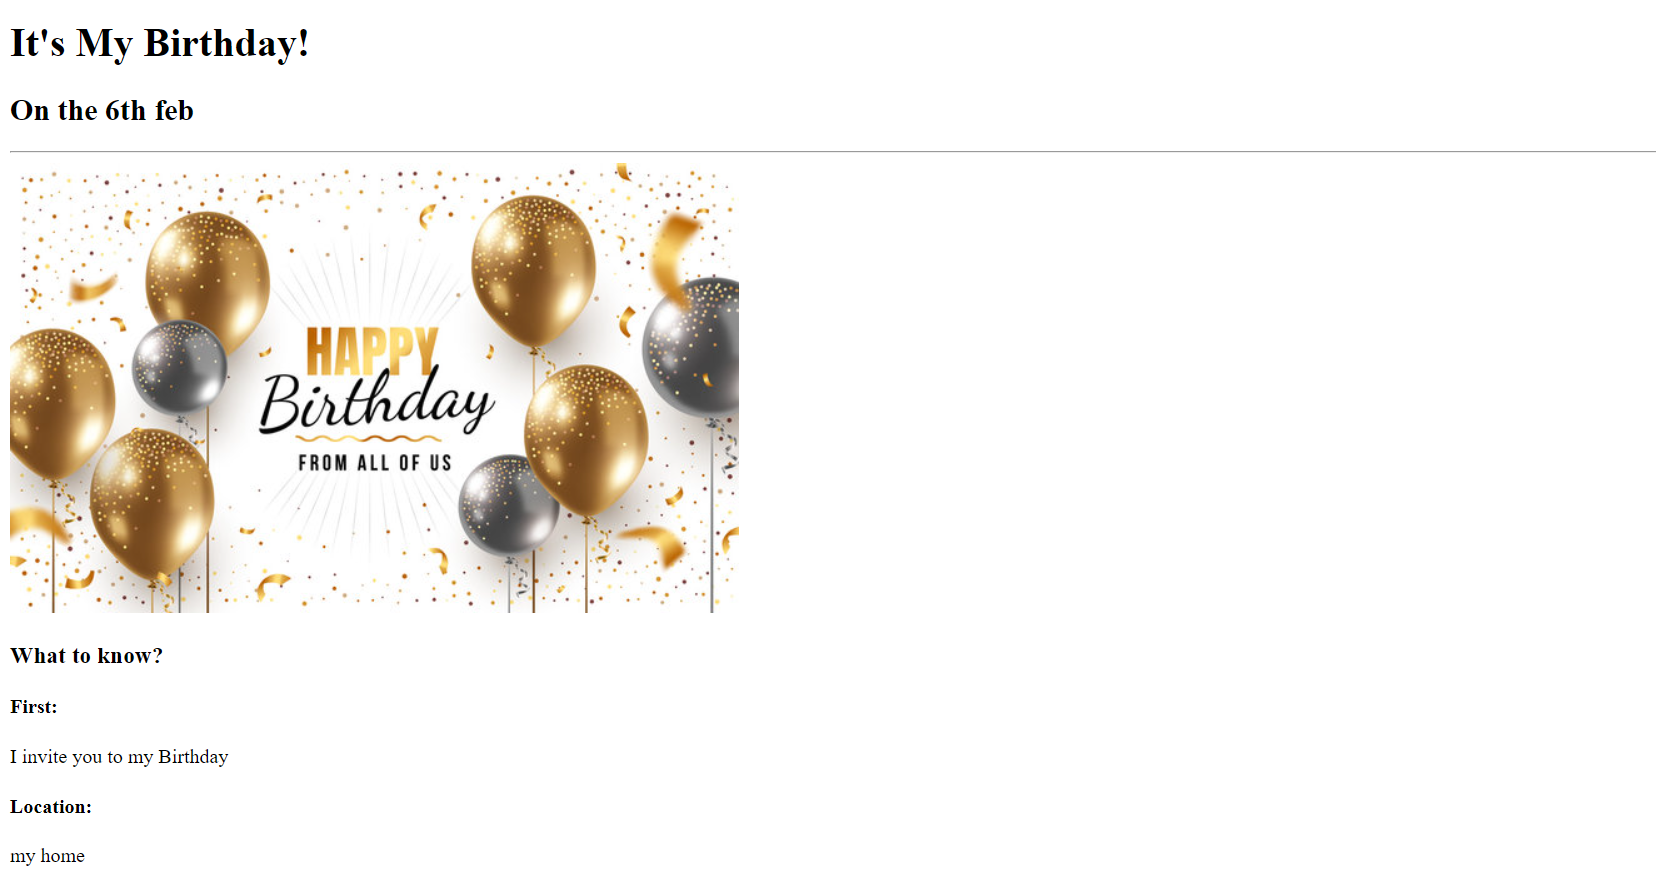 It's My Birthday!
On the 6th feb
HAPPY
Birthday
FROM ALL OF US
What to know?
First:
I invite you to my Birthday
Location:
my home